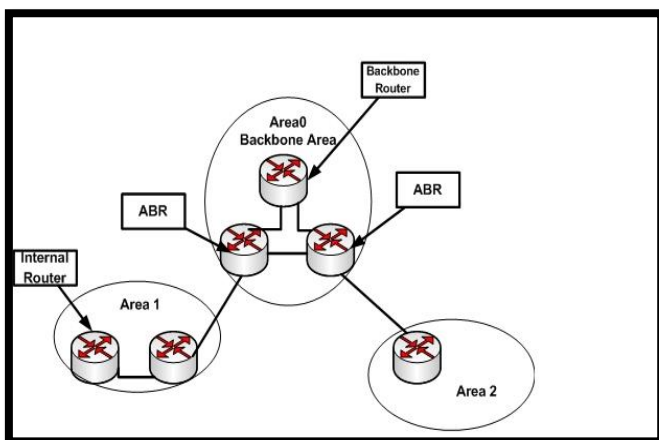 Backbone
Router
Area0
Backbone Area
ABR
ABR
Internal
Router
Area 1
Area 2